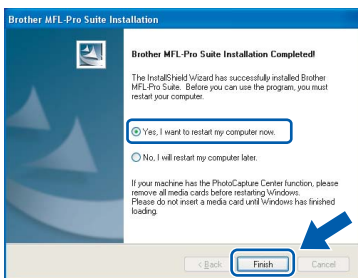 Brother MFL-Pro Suite Installation
Brother MFL-Pro Suite Installation Completed!
The InstallShield Wizard has successfully installed Brother
MFL-Pro Suite. Before you can use the program, you must
restart your computer.
Yes, I want to restart my computer now.
No, I will restart my computer later.
If your machine has the PhotoCapture Center function, please
remove all media cards before restarting Windows.
Please do not insert a media card until Windows has finished
loading.
< Back
Finish
Cancel